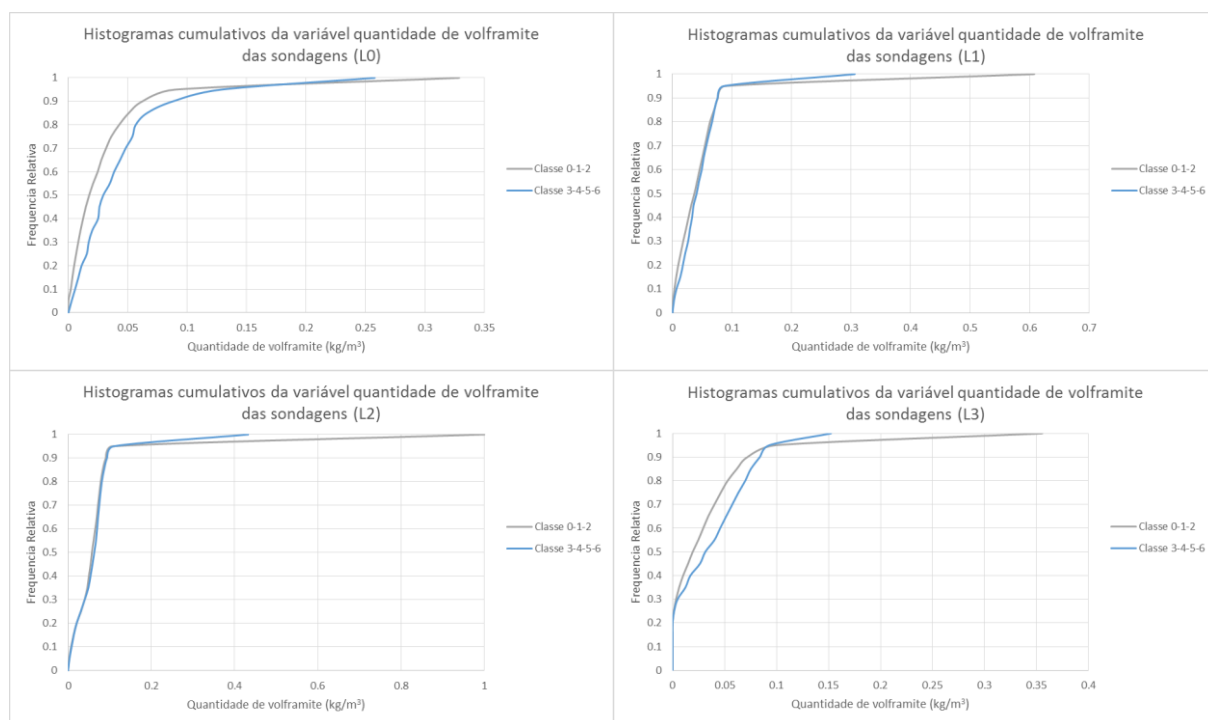 Histogramas cumulativos da variável quantidade de volframite
das sondagens (L0)
1
0.9
0.8
0.7
0.6
0.5
0.4
0.3
0.2
0.1
0
Frequencia Relativa
0 0.05 0.1 0.15 0.2 0.25 0.3 0.35
Quantidade de volframite (kg/m³)
Classe 0-1-2
Classe 3-4-5-6
Histogramas cumulativos da variável quantidade de volframite
das sondagens (L1)
1
0.9
0.8
0.7
0.6
0.5
0.4
0.3
0.2
0.1
0
Frequencia Relativa
0 0.1 0.2 0.3 0.4 0.5 0.6 0.7
Quantidade de volframite (kg/m³)
Classe 0-1-2
Classe 3-4-5-6
Histogramas cumulativos da variável quantidade de volframite
das sondagens (L2)
1
0.9
0.8
0.7
0.6
0.5
0.4
0.3
0.2
0.1
0
Frequencia Relativa
0 0.2 0.4 0.6 0.8 1
Quantidade de volframite (kg/m³)
Classe 0-1-2
Classe 3-4-5-6
Histogramas cumulativos da variável quantidade de volframite
das sondagens (L3)
1
0.9
0.8
0.7
0.6
0.5
0.4
0.3
0.2
0.1
0
Frequencia Relativa
0 0.05 0.1 0.15 0.2 0.25 0.3 0.35 0.4
Quantidade de volframite (kg/m³)
Classe 0-1-2
Classe 3-4-5-6